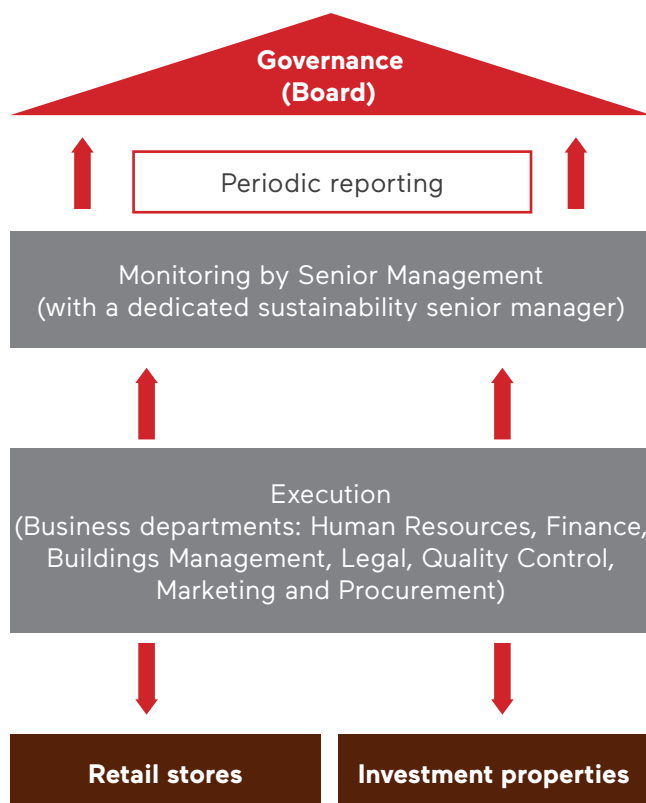 Governance
(Board)
Periodic reporting
Monitoring by Senior Management
(with a dedicated sustainability senior manager)
Execution
(Business departments: Human Resources, Finance,
Buildings Management, Legal, Quality Control,
Marketing and Procurement)
Retail stores
Investment properties